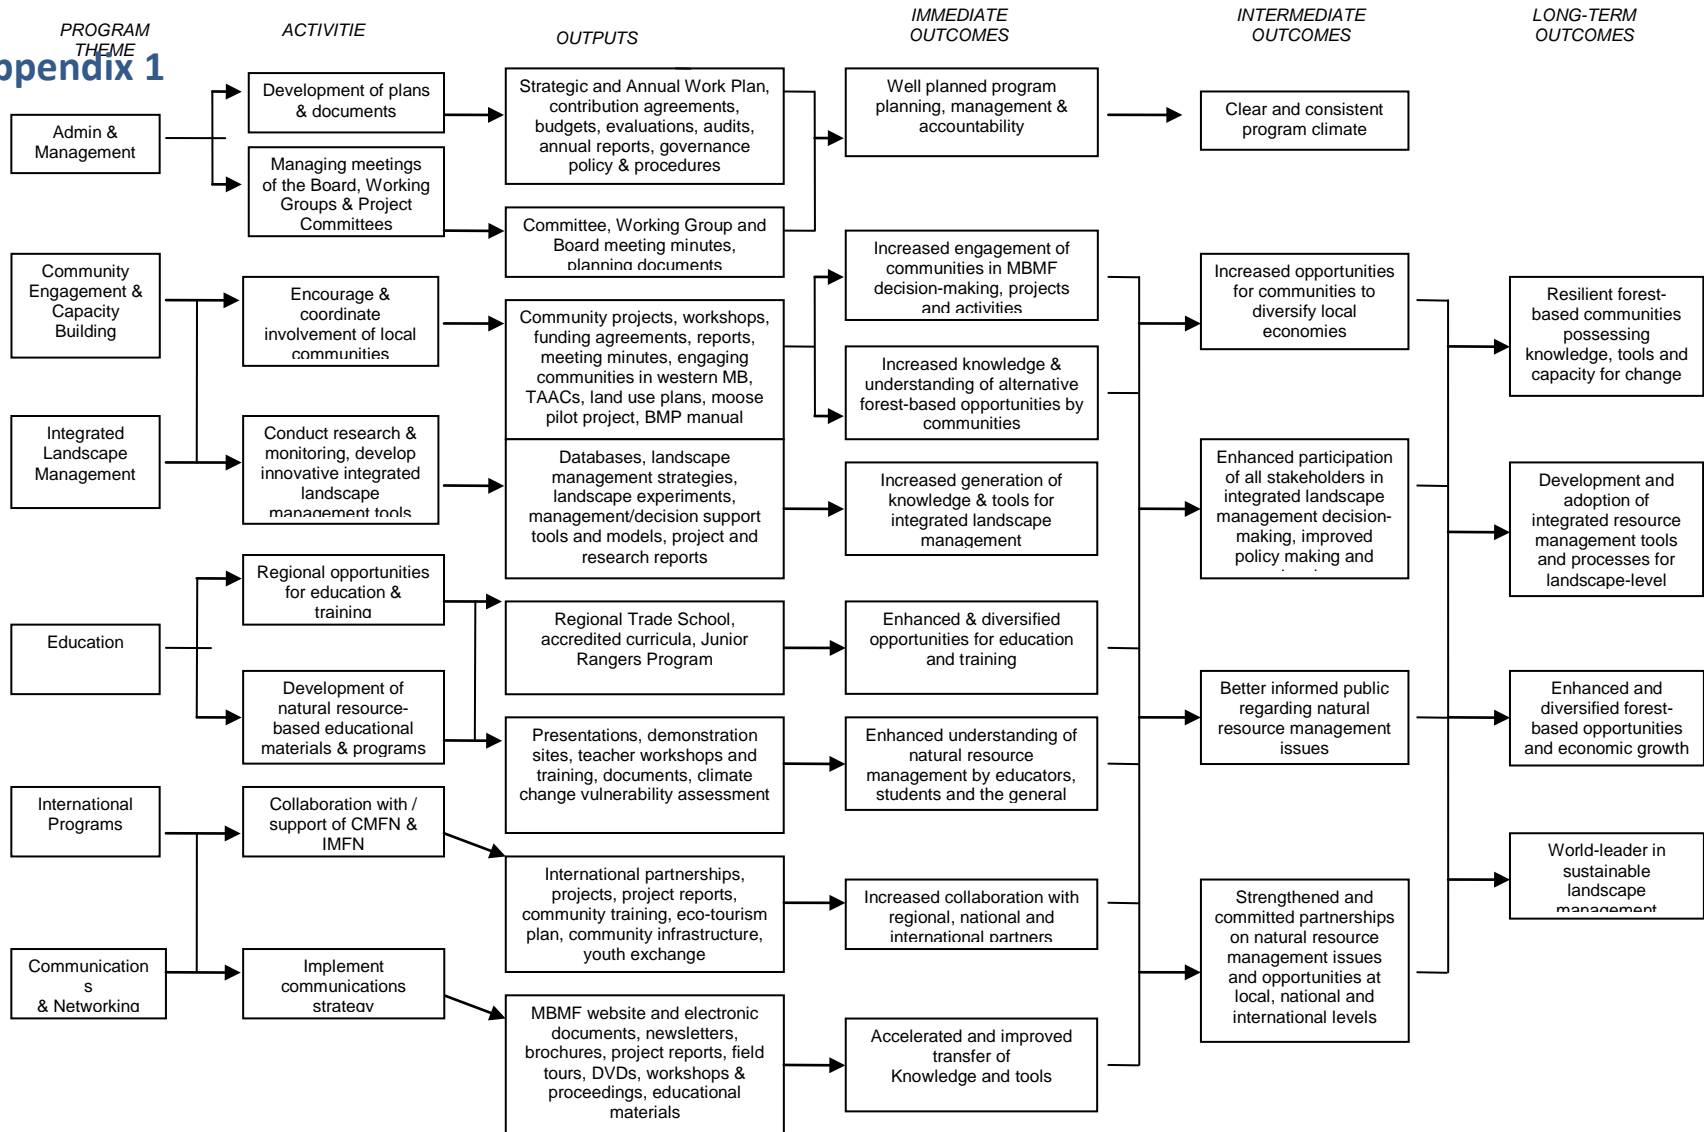 PROGRAM
THEME
ACTIVITIE
OUTPUTS
IMMEDIATE
OUTCOMES
INTERMEDIATE
OUTCOMES
LONG-TERM
OUTCOMES
ppendix 1
Admin &
Management
Development of plans
& documents
Managing meetings
of the Board, Working
Groups & Project
Committees
Strategic and Annual Work Plan,
contribution agreements,
budgets, evaluations, audits,
annual reports, governance
policy & procedures
Committee, Working Group and
Board meeting minutes,
planning documents
Well planned program
planning, management &
accountability
Clear and consistent
program climate
Community
Engagement &
Capacity
Building
Encourage &
coordinate
involvement of local
communities
Community projects, workshops,
funding agreements, reports,
meeting minutes, engaging
communities in western MB,
TAACs, land use plans, moose
pilot project, BMP manual
Increased engagement of
communities in MBMF
decision-making, projects
and activities
Increased knowledge &
understanding of alternative
forest-based opportunities by
communities
Increased opportunities
for communities to
diversify local
economies
Resilient forest-
based communities
possessing
knowledge, tools and
capacity for change
Integrated
Landscape
Management
Conduct research &
monitoring, develop
innovative integrated
landscape
management tools
Databases, landscape
management strategies,
landscape experiments,
management/decision support
tools and models, project and
research reports
Increased generation of
knowledge & tools for
integrated landscape
management
Enhanced participation
of all stakeholders in
integrated landscape
management decision-
making, improved
policy making and
Development and
adoption of
integrated resource
management tools
and processes for
landscape-level
Education
Regional opportunities
for education &
training
Development of
natural resource-
based educational
materials & programs
Regional Trade School,
accredited curricula, Junior
Rangers Program
Presentations, demonstration
sites, teacher workshops and
training, documents, climate
change vulnerability assessment
Enhanced & diversified
opportunities for education
and training
Enhanced understanding of
natural resource
management by educators,
students and the general
Better informed public
regarding natural
resource management
issues
Enhanced and
diversified forest-
based opportunities
and economic growth
International
Programs
Collaboration with /
support of CMFN &
IMFN
International partnerships,
projects, project reports,
community training, eco-tourism
plan, community infrastructure,
youth exchange
Increased collaboration with
regional, national and
international partners
Strengthened and
committed partnerships
on natural resource
management issues
and opportunities at
local, national and
international levels
World-leader in
sustainable
landscape
management
Communication
s
& Networking
Implement
communications
strategy
MBMF website and electronic
documents, newsletters,
brochures, project reports, field
tours, DVDs, workshops &
proceedings, educational
materials
Accelerated and improved
transfer of
Knowledge and tools